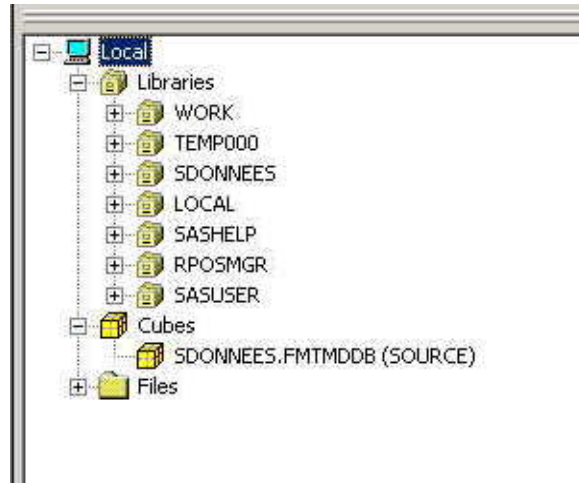 Local
Libraries
WORK
TEMP000
SDONNEES
LOCAL
SASHELP
RPOSMGR
SASUSER
Cubes
SDONNEES.FMTMDDB (SOURCE)
Files